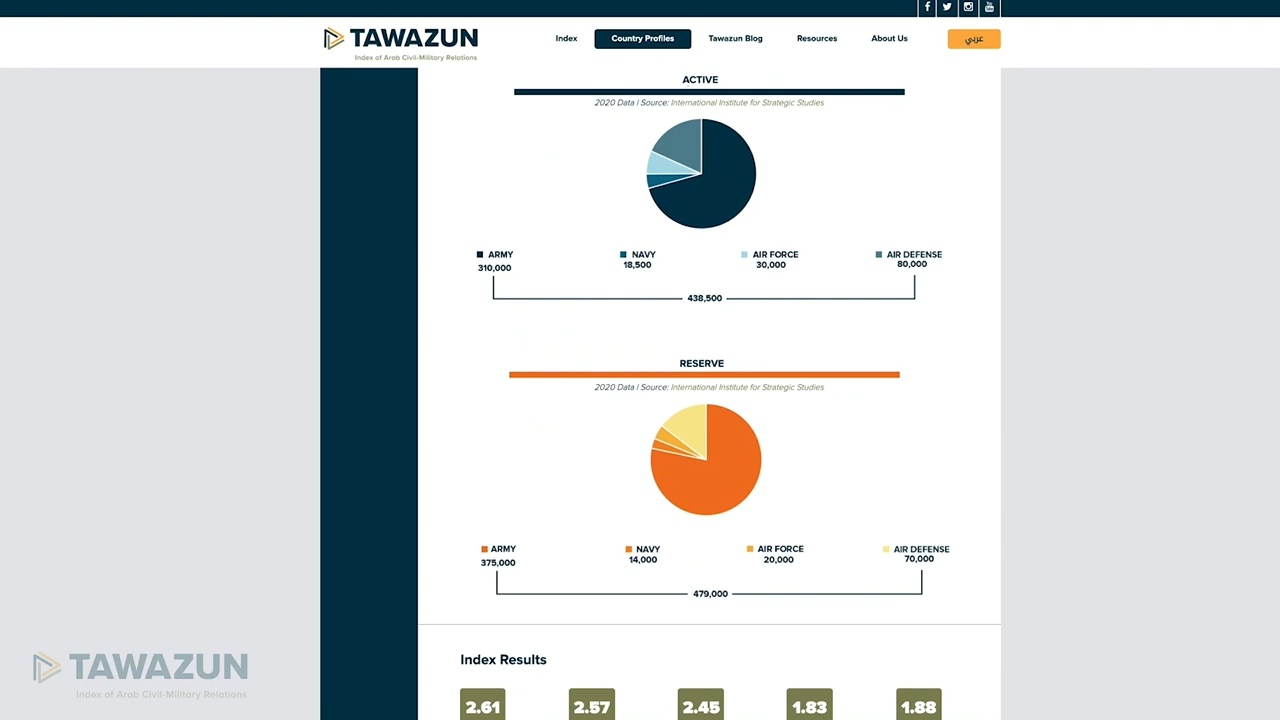 TAWAZUN
Index of Arab Civil-Military Relations
Index
Country Profiles
Tawazun Blog
Resources
About Us
عربي
ACTIVE
2020 Data | Source: International Institute for Strategic Studies
ARMY
310,000
NAVY
18,500
AIR FORCE
30,000
AIR DEFENSE
80,000
438,500
RESERVE
2020 Data | Source: International Institute for Strategic Studies
ARMY
375,000
NAVY
14,000
AIR FORCE
20,000
AIR DEFENSE
70,000
479,000
Index Results
2.61
2.57
2.45
1.83
1.88
TAWAZUN
Index of Arab Civil-Military Relations